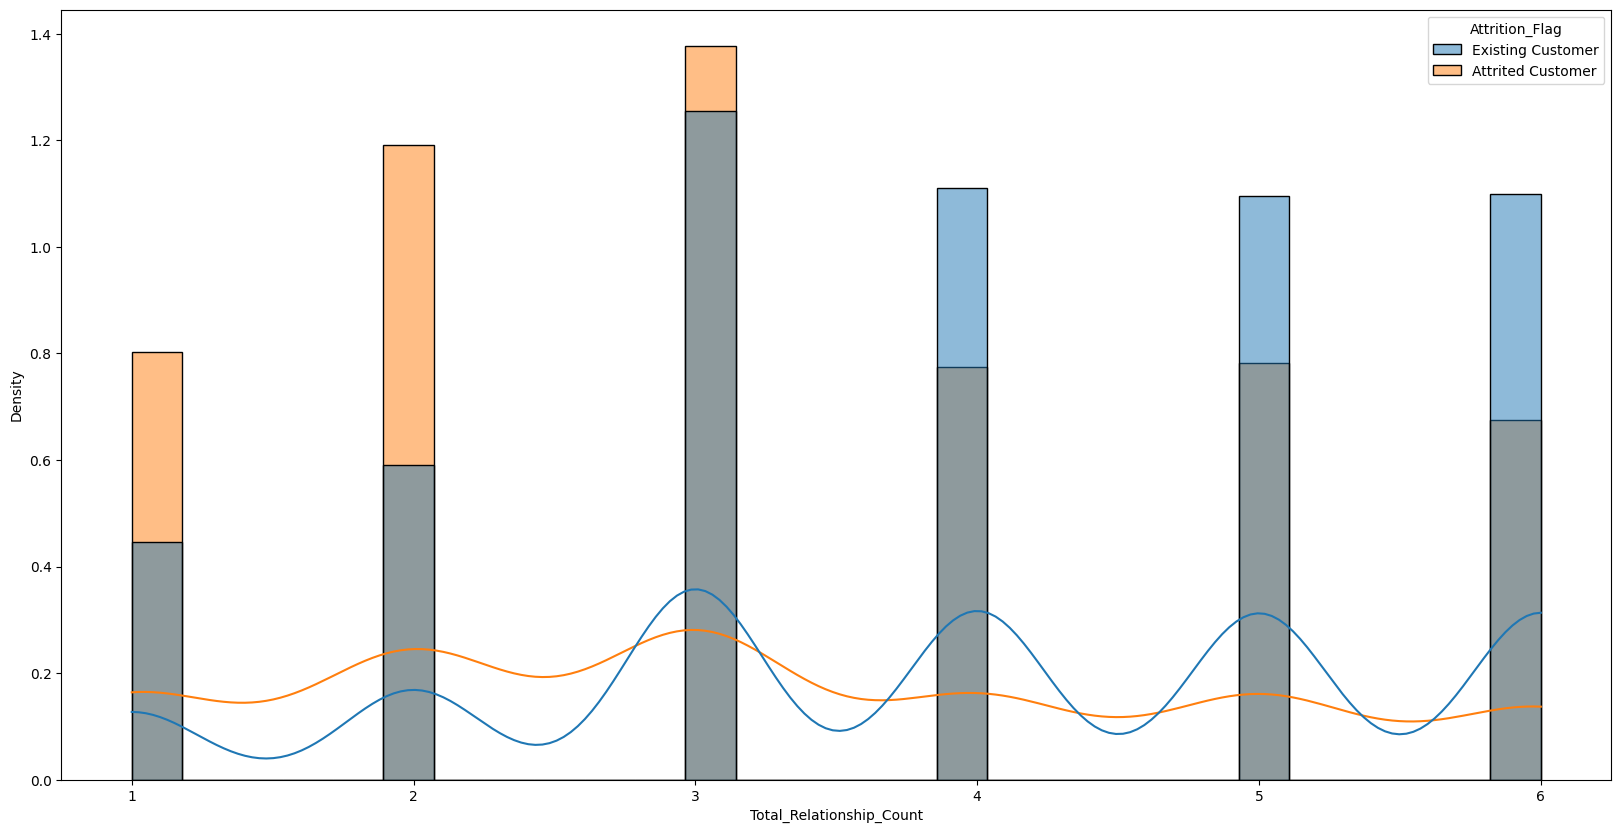 Attrition_Flag
Existing Customer
Attrited Customer
Density
1.4
1.2
1.0
0.8
0.6
0.4
0.2
0.0
1 2 3 4 5 6
Total_Relationship_Count